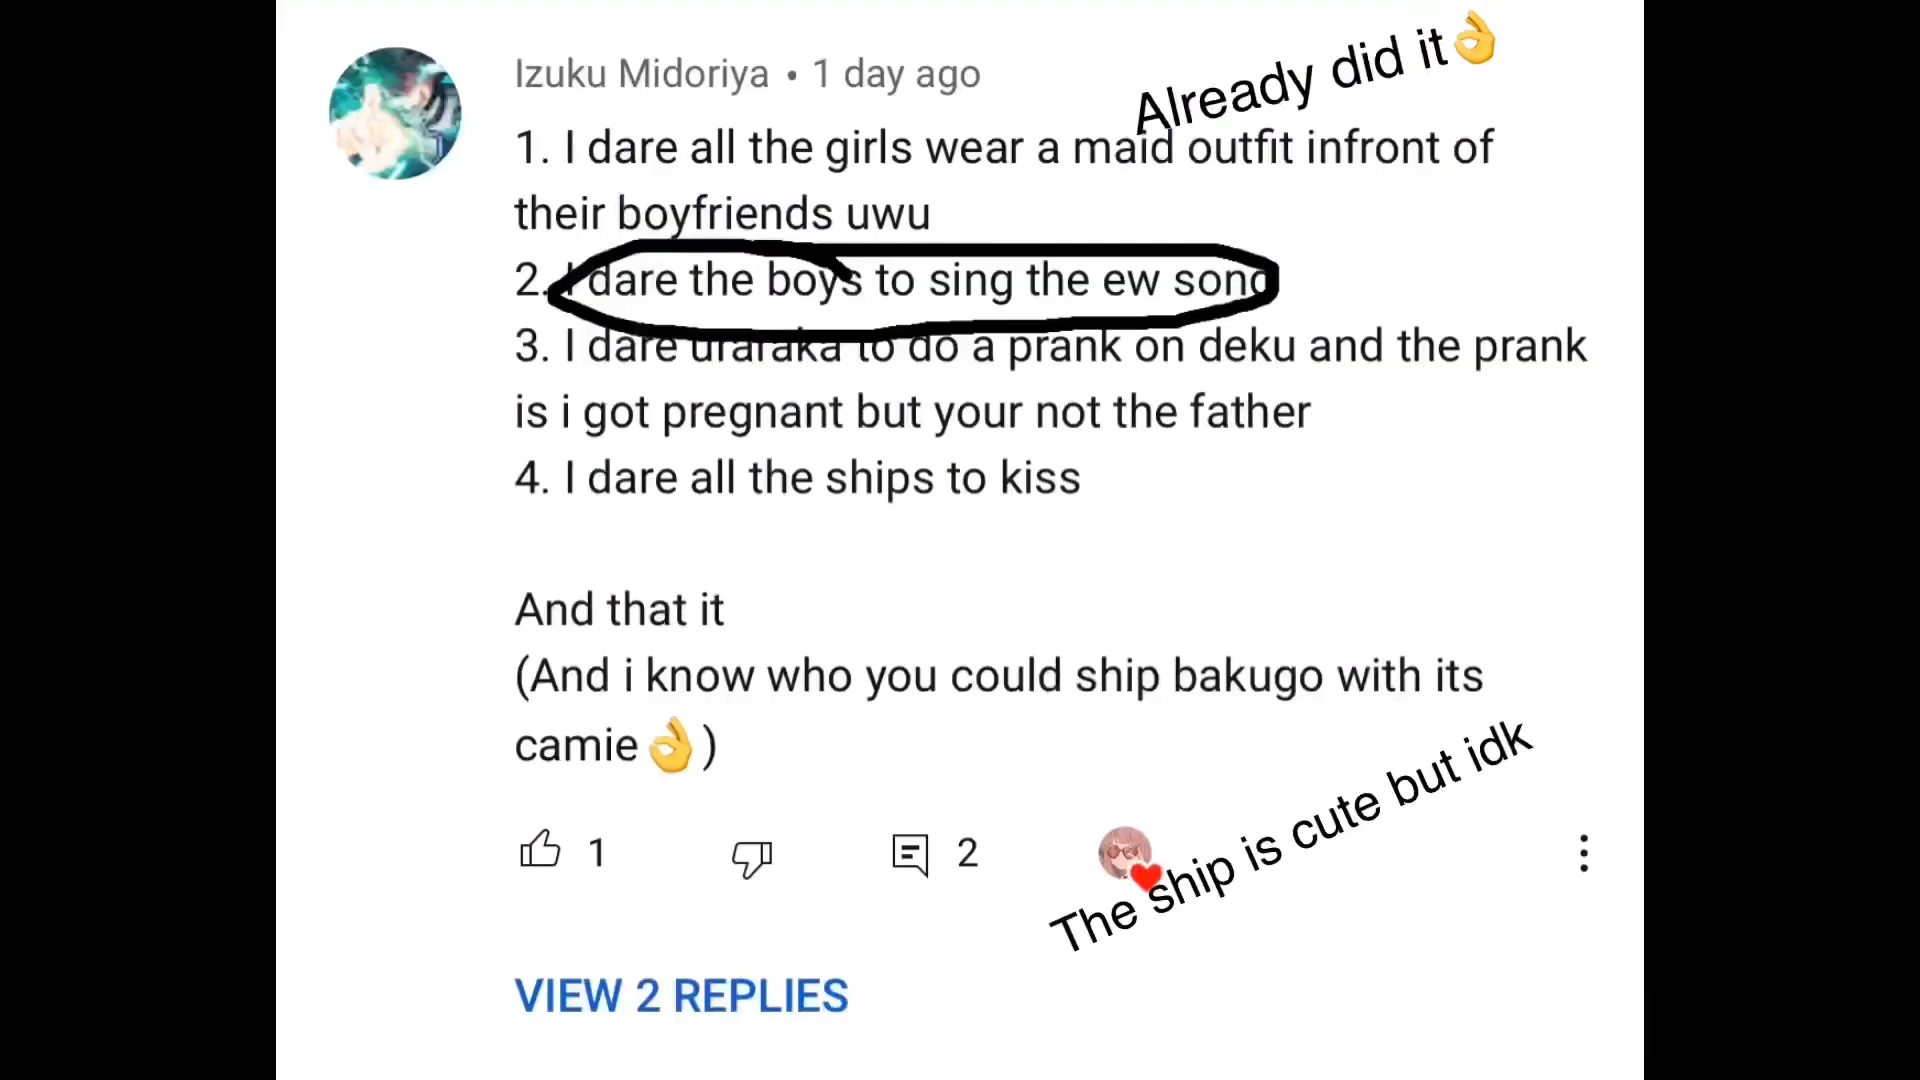 Already did it👌
Izuku Midoriya • 1 day ago
1. I dare all the girls wear a maid outfit infront of
their boyfriends uwu
2. I dare the boys to sing the ew song
3. I dare uraraka to do a prank on deku and the prank
is i got pregnant but your not the father
4. I dare all the ships to kiss
And that it
(And i know who you could ship bakugo with its
camie👌)
The ship is cute but idk
1
2
VIEW 2 REPLIES